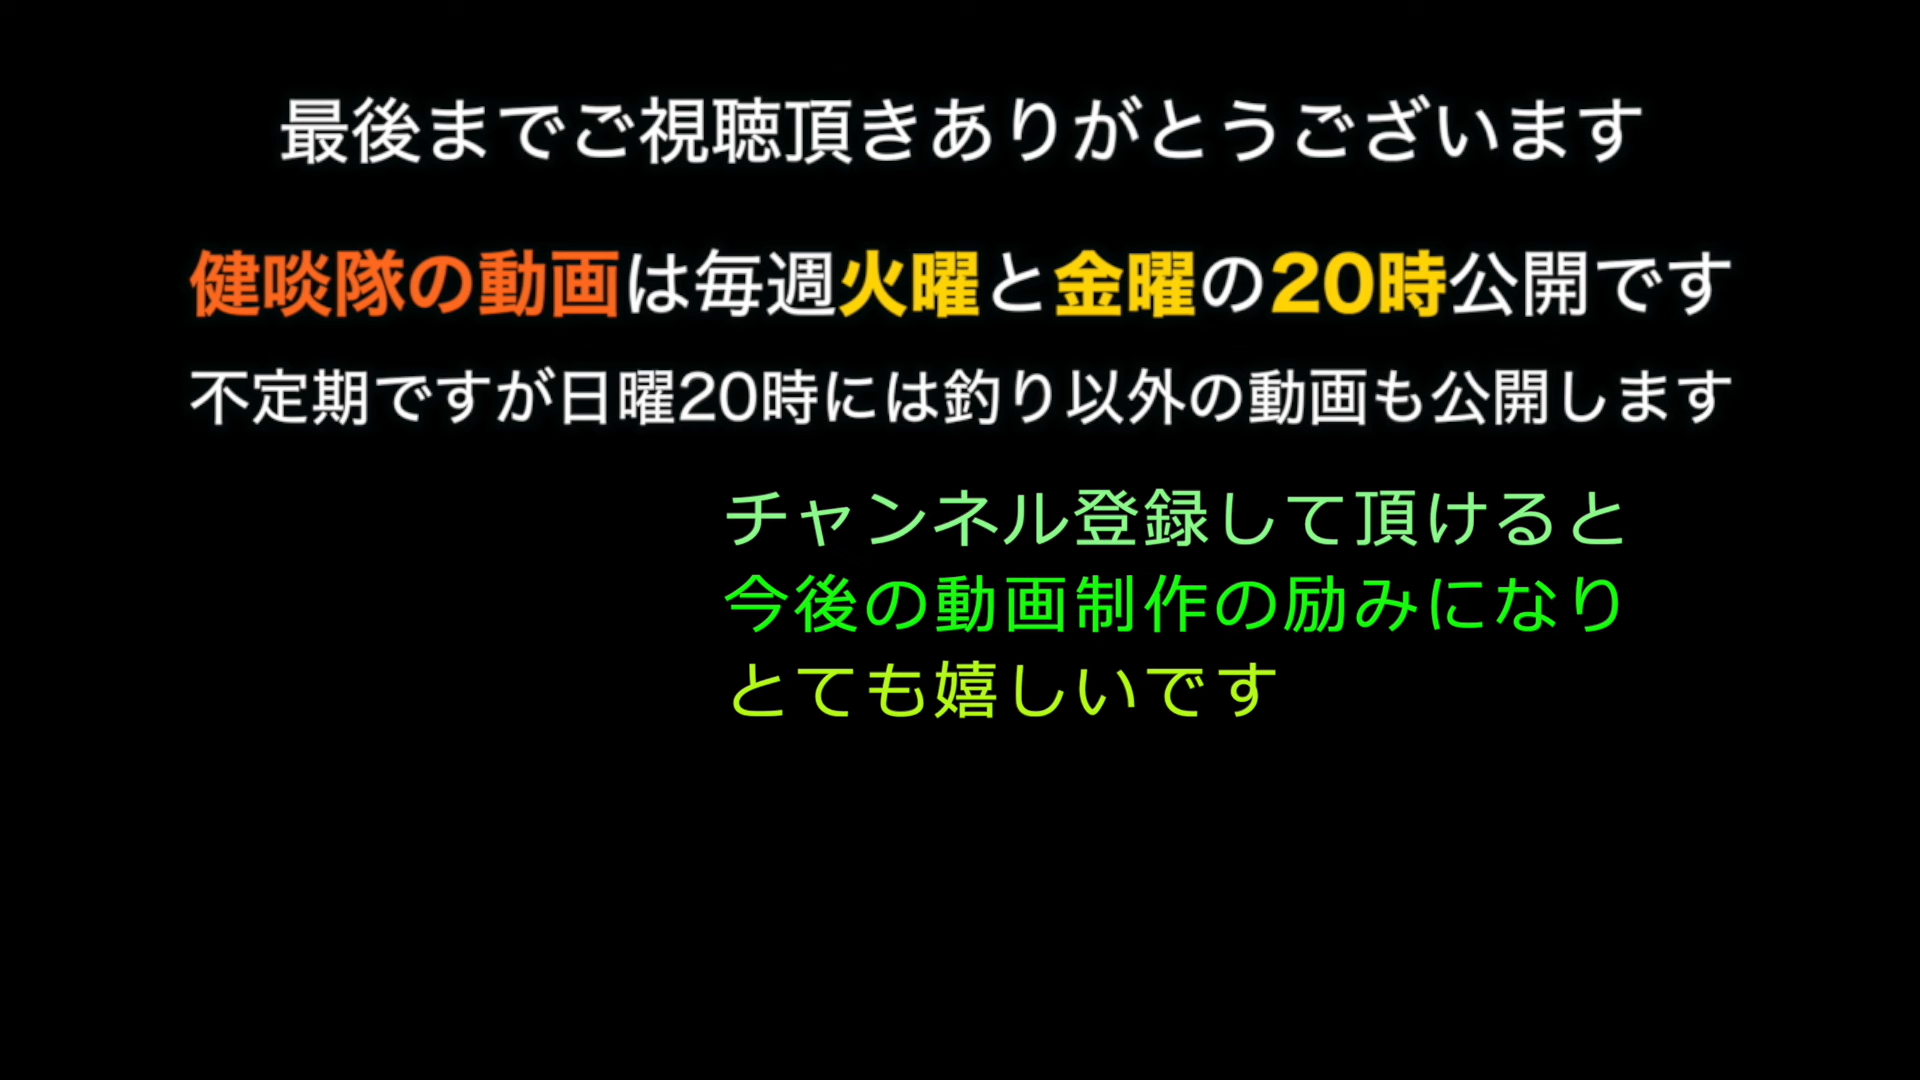 最後までご視聴頂きありがとうございます
健啖隊の動画は毎週火曜と金曜の20時公開です
不定期ですが日曜20時には釣り以外の動画も公開します
チャンネル登録して頂けると
今後の動画制作の励みになり
とても嬉しいです